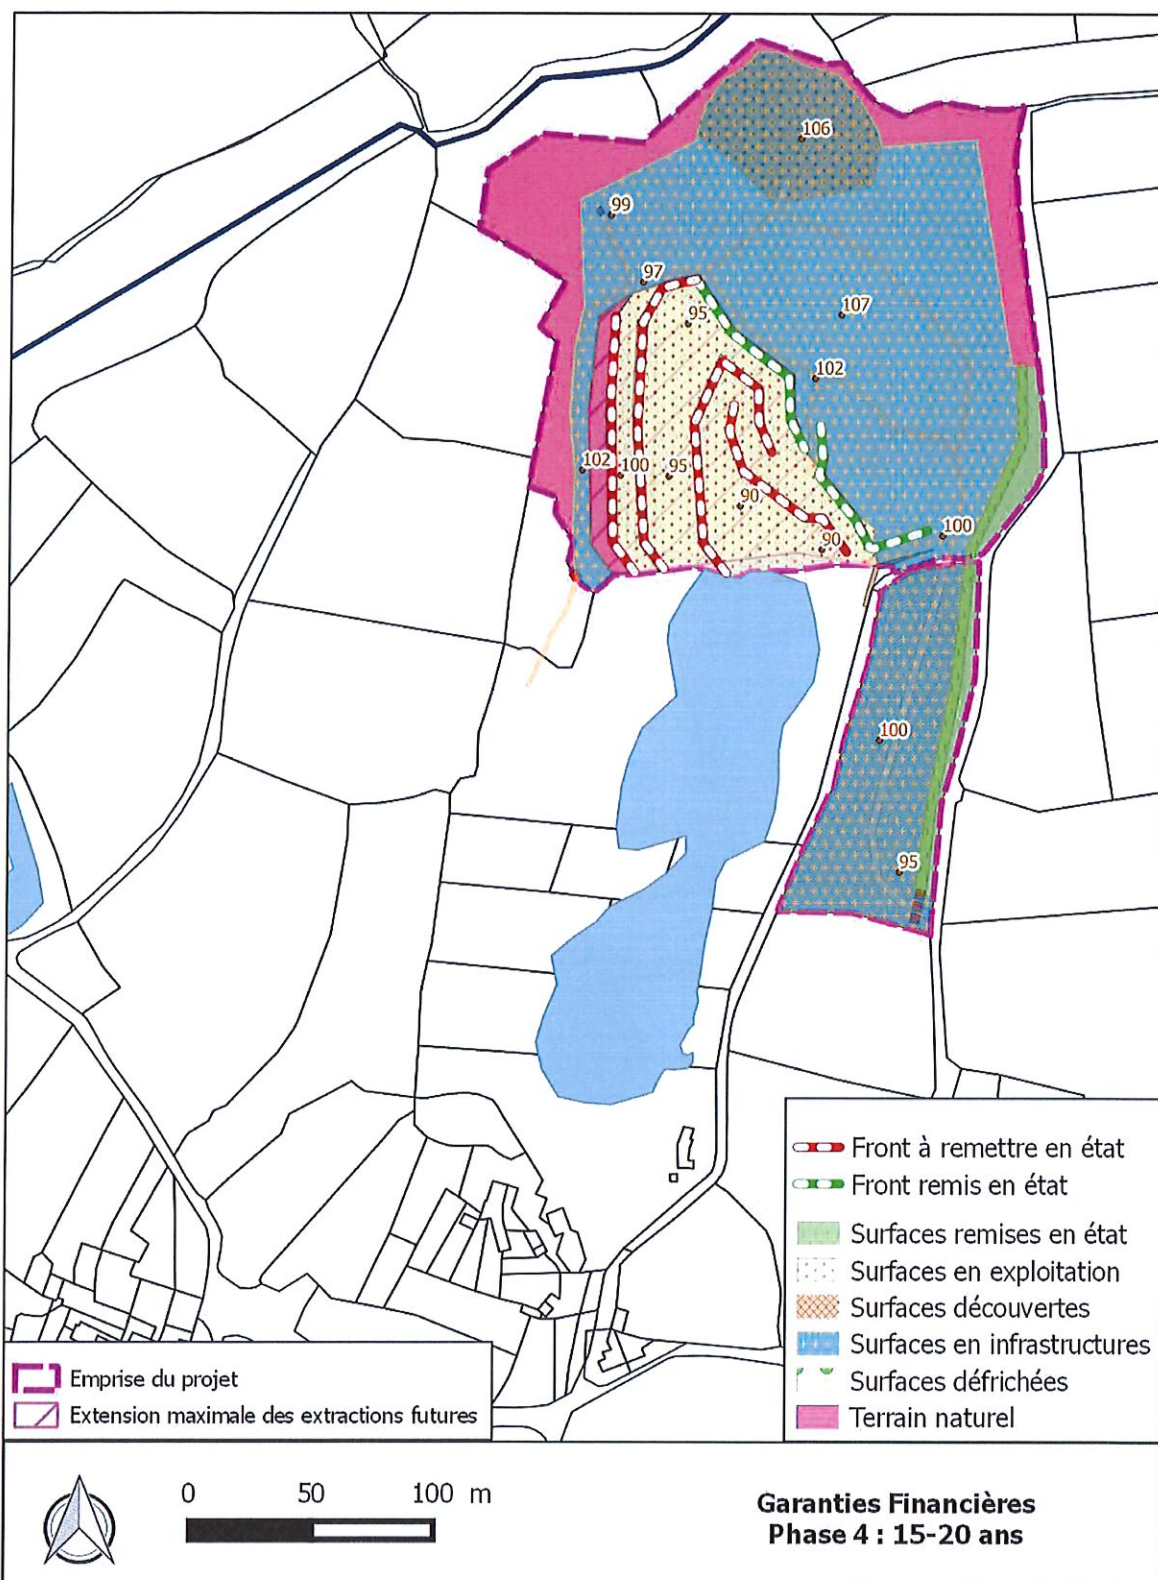 106
99
97
107
95
102
102
100
95
90
90
100
100
95
Front à remettre en état
Front remis en état
Surfaces remises en état
Surfaces en exploitation
Surfaces découvertes
Surfaces en infrastructures
Surfaces défrichées
Terrain naturel
Emprise du projet
Extension maximale des extractions futures
0 50 100 m
Garanties Financières
Phase 4 : 15-20 ans